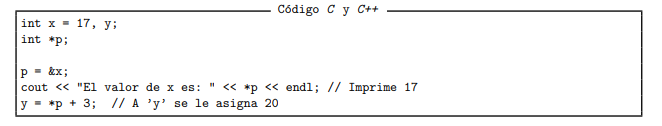 Código C y C++
int x = 17, y;
int *p;
p = &x;
cout << "El valor de x es: " << *p << endl; // Imprime 17
y = *p + 3;  // A 'y' se le asigna 20